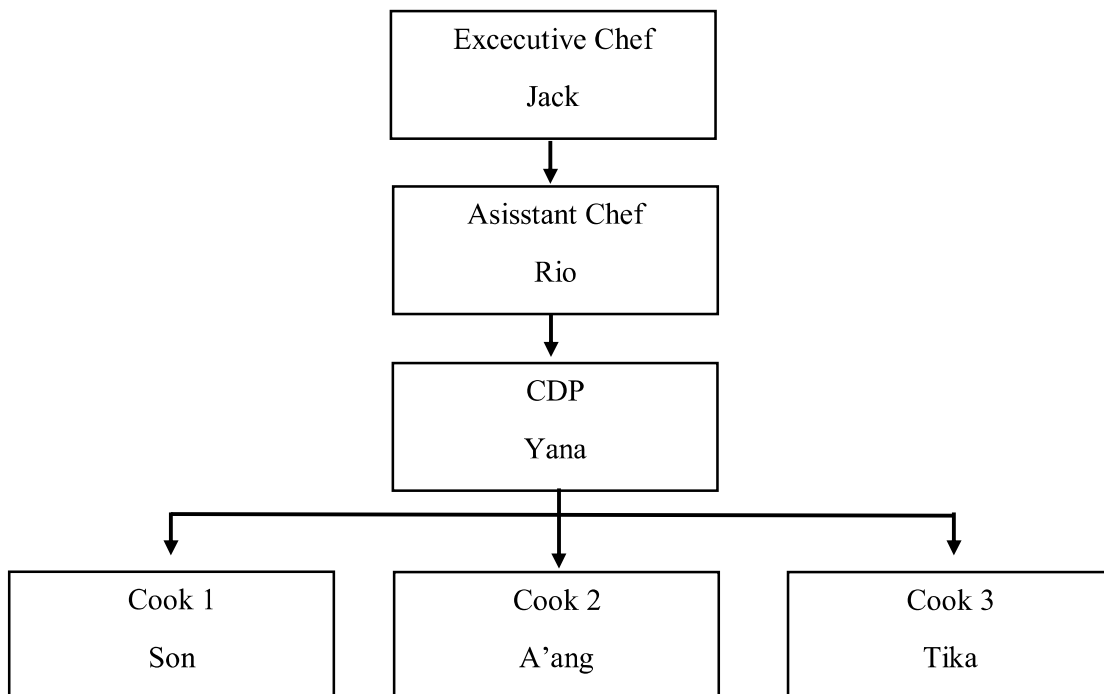 Excecutive Chef
Jack
Asisstant Chef
Rio
CDP
Yana
Cook 1
Son
Cook 2
A’ang
Cook 3
Tika